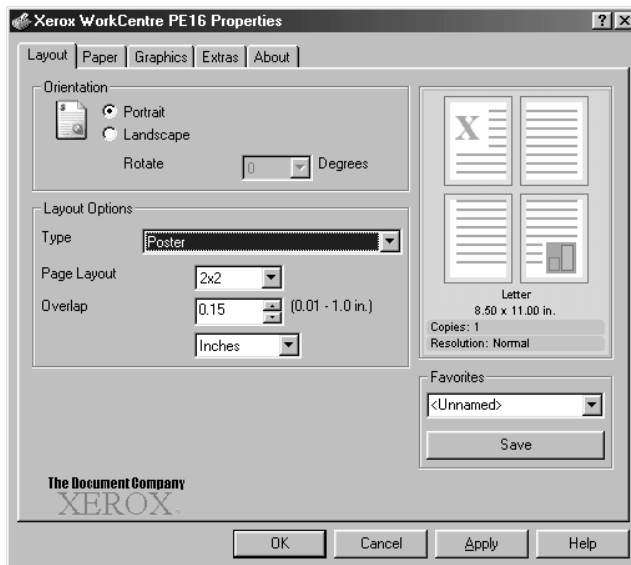 Xerox WorkCentre PE16 Properties
Layout Paper Graphics Extras About
Orientation
Portrait
Landscape
Rotate 0 Degrees
Layout Options
Type Poster
Page Layout 2x2
Overlap 0.15 (0.01 - 1.0 in.)
Inches
X
Letter
8.50 x 11.00 in.
Copies: 1
Resolution: Normal
Favorites
<Unnamed>
Save
The Document Company
XEROX
OK Cancel Apply Help